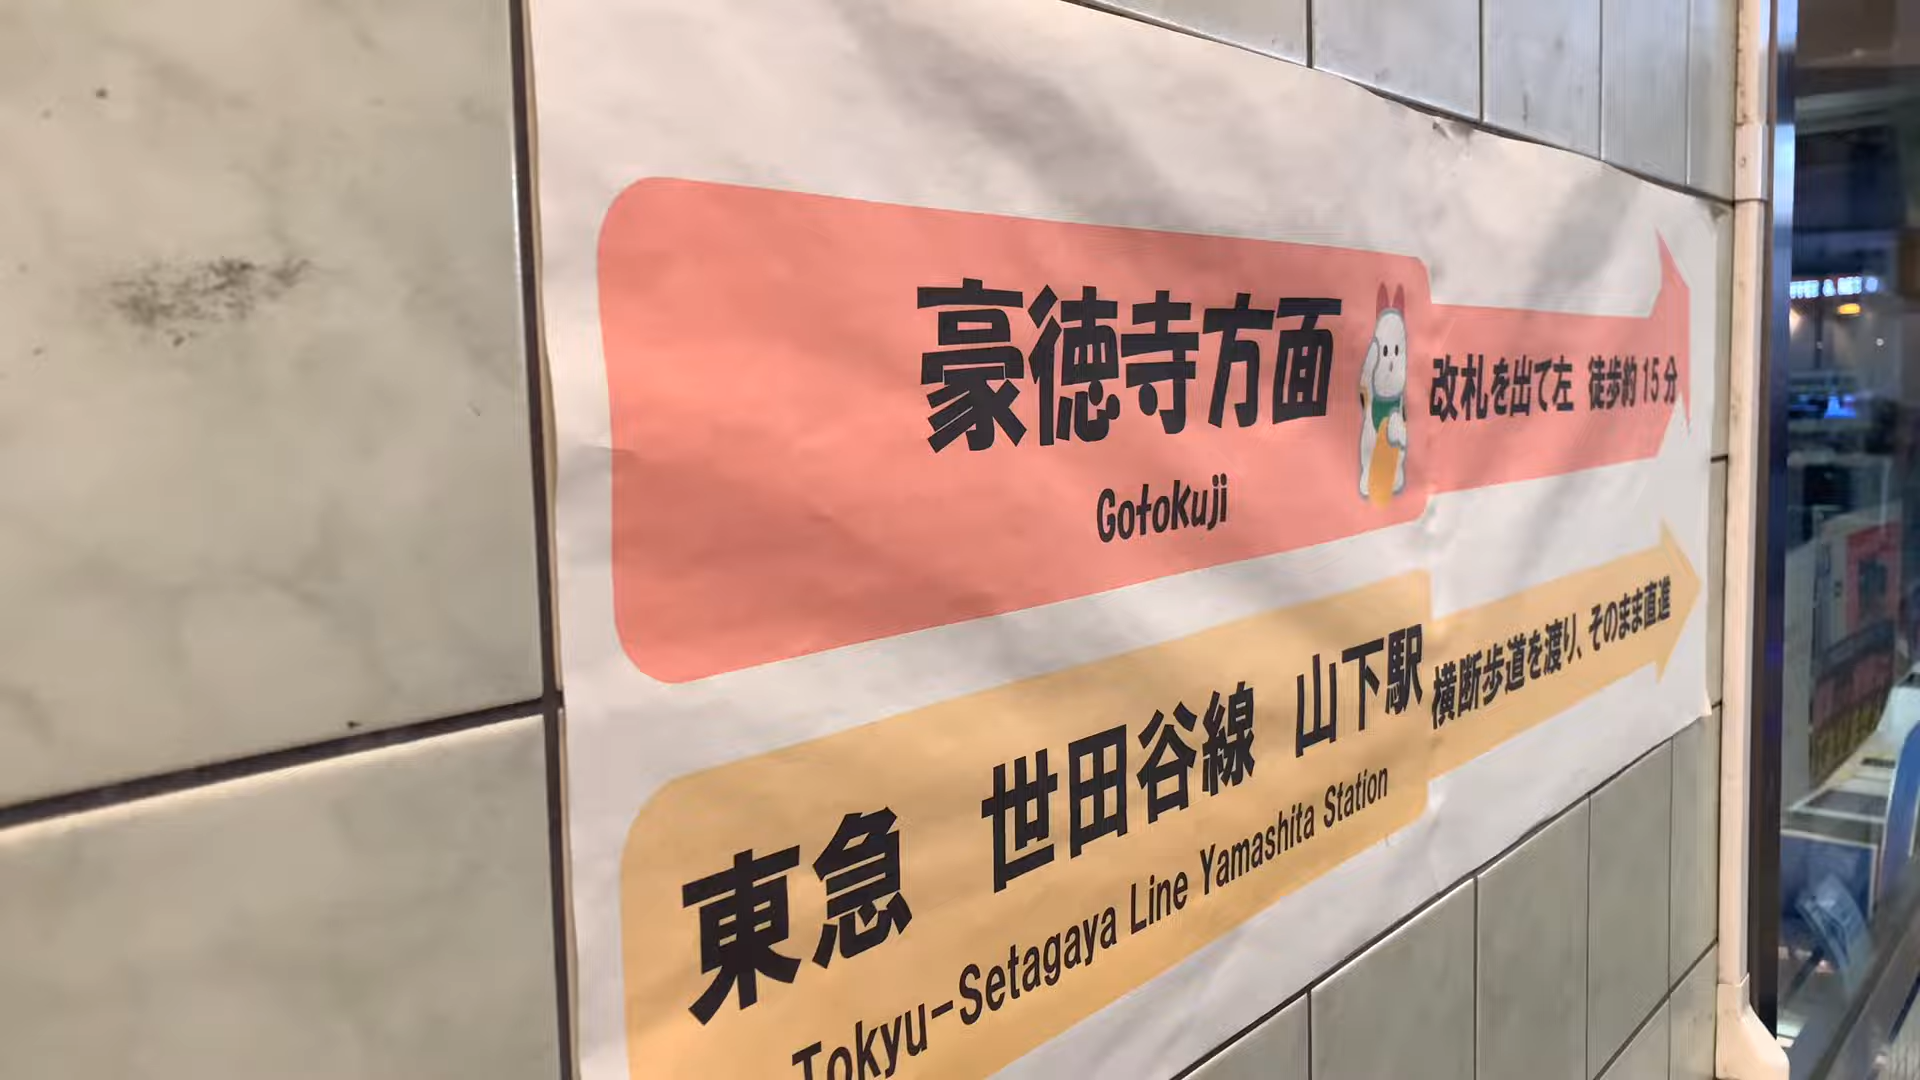 豪徳寺方面
Gotokuji
改札を出て左 徒歩約15分
東急 世田谷線 山下駅
Tokyu-Setagaya Line Yamashita Station
横断歩道を渡り、そのまま直進